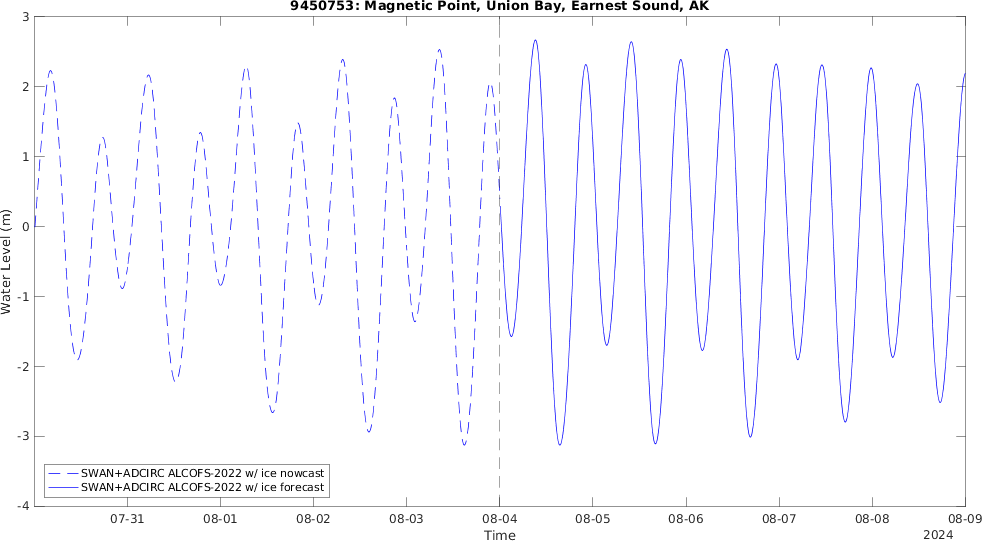 9450753: Magnetic Point, Union Bay, Earnest Sound, AK
3
2
1
0
-1
-2
-3
-4
Water Level (m)
SWAN+ADCIRC ALCOFS-2022 w/ ice nowcast
SWAN+ADCIRC ALCOFS-2022 w/ ice forecast
07-31 08-01 08-02 08-03 08-04 08-05 08-06 08-07 08-08 08-09
Time
2024